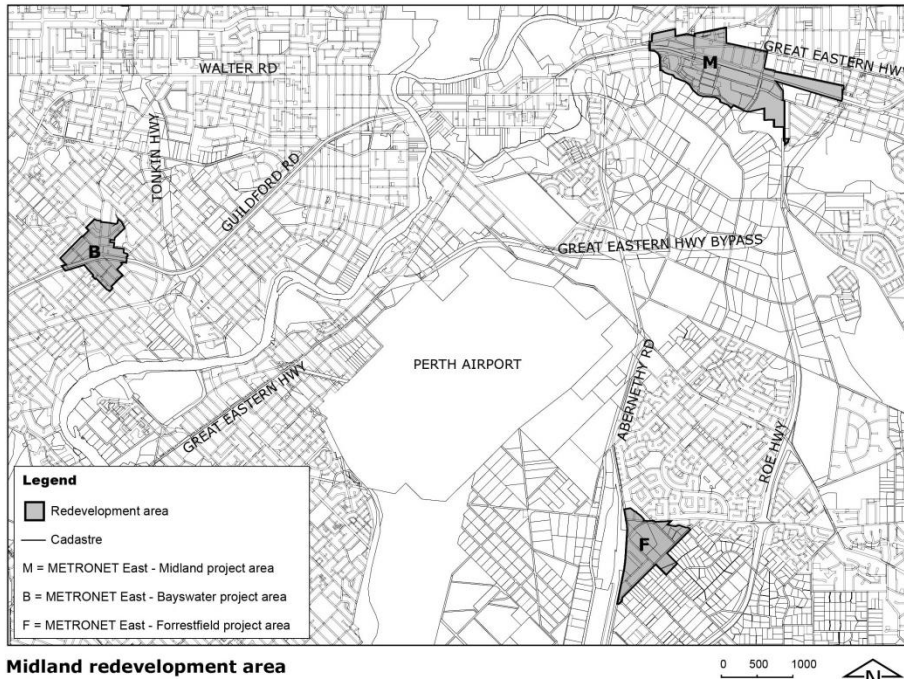 GREAT EASTERN HWY
M
WALTER RD
TONKIN HWY
GUILDFORD RD
B
GREAT EASTERN HWY BYPASS
PERTH AIRPORT
ABERNETHY RD
GREAT EASTERN HWY
ROE HWY
F
Legend
Redevelopment area
Cadastre
M = METRONET East - Midland project area
B = METRONET East - Bayswater project area
F = METRONET East - Forrestfield project area
Midland redevelopment area
0 500 1000
N